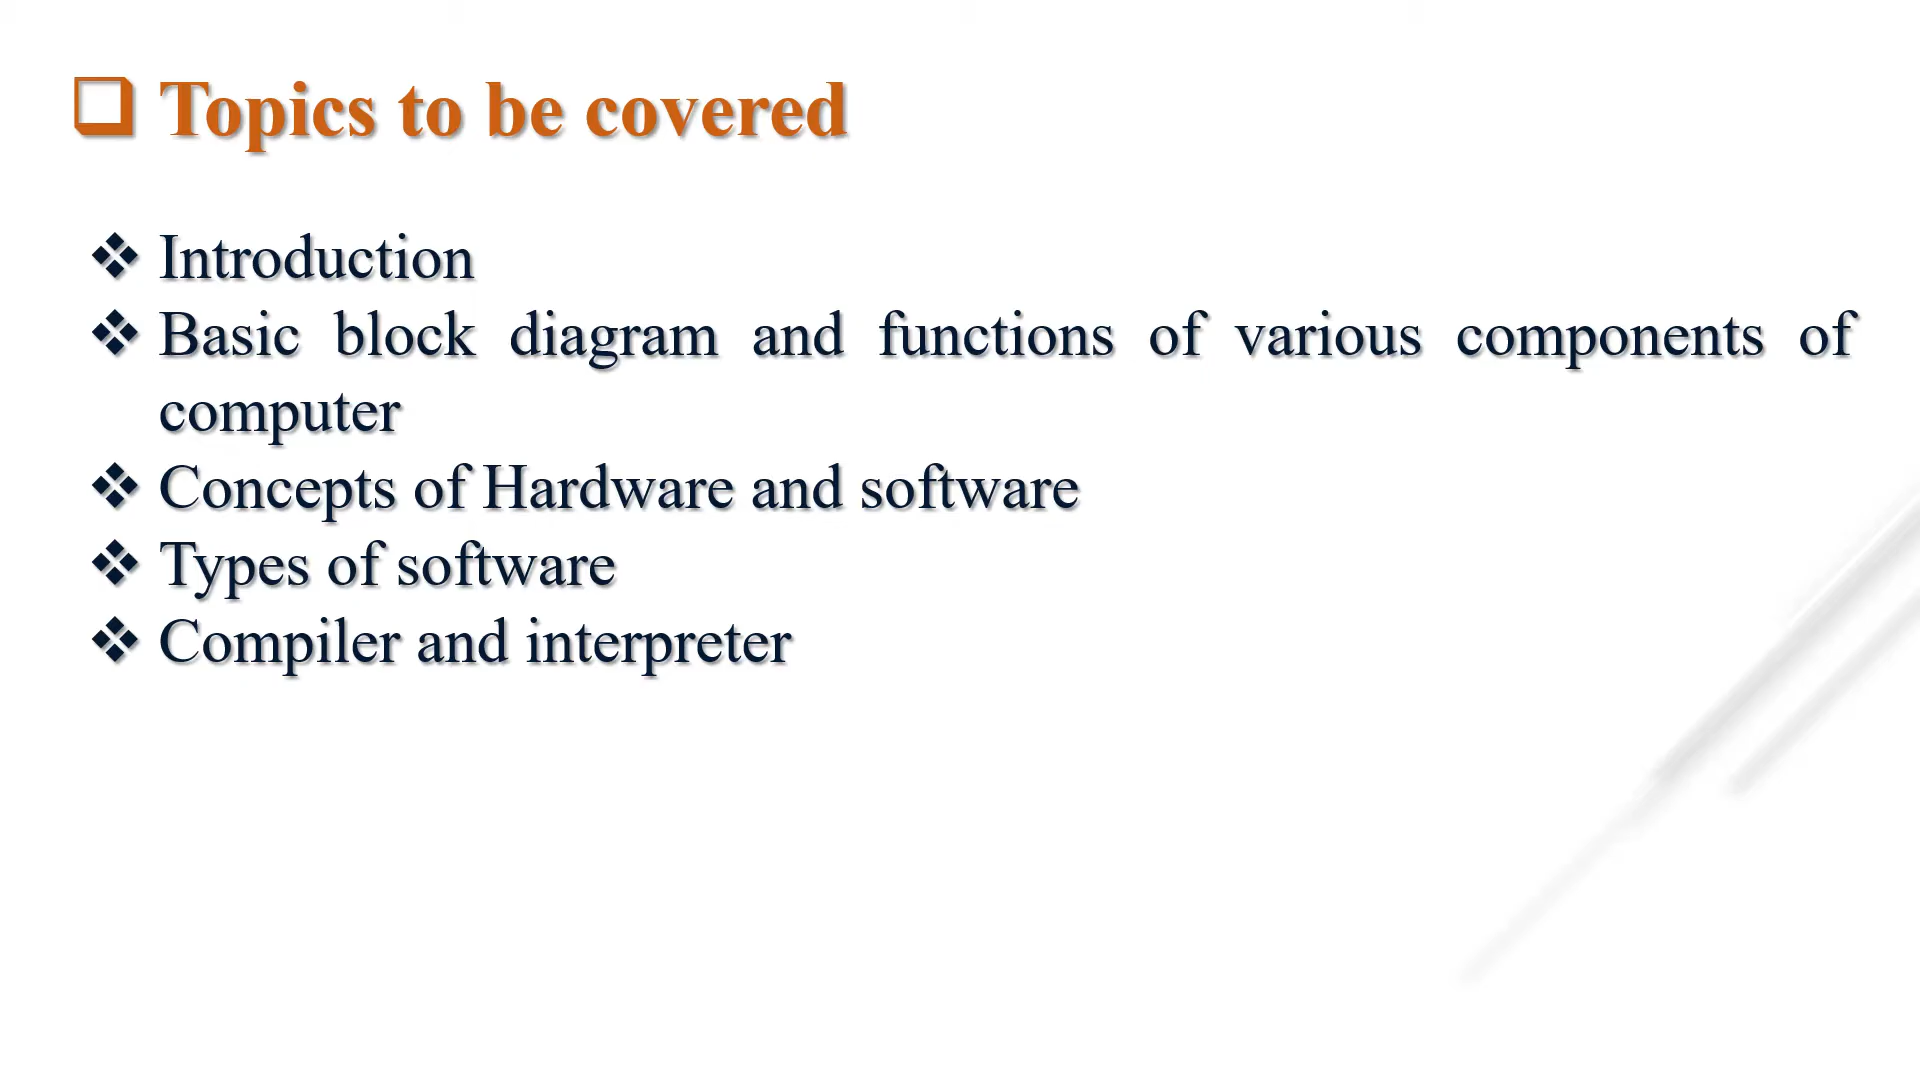 ❑ Topics to be covered
❖ Introduction
❖ Basic block diagram and functions of various components of
computer
❖ Concepts of Hardware and software
❖ Types of software
❖ Compiler and interpreter